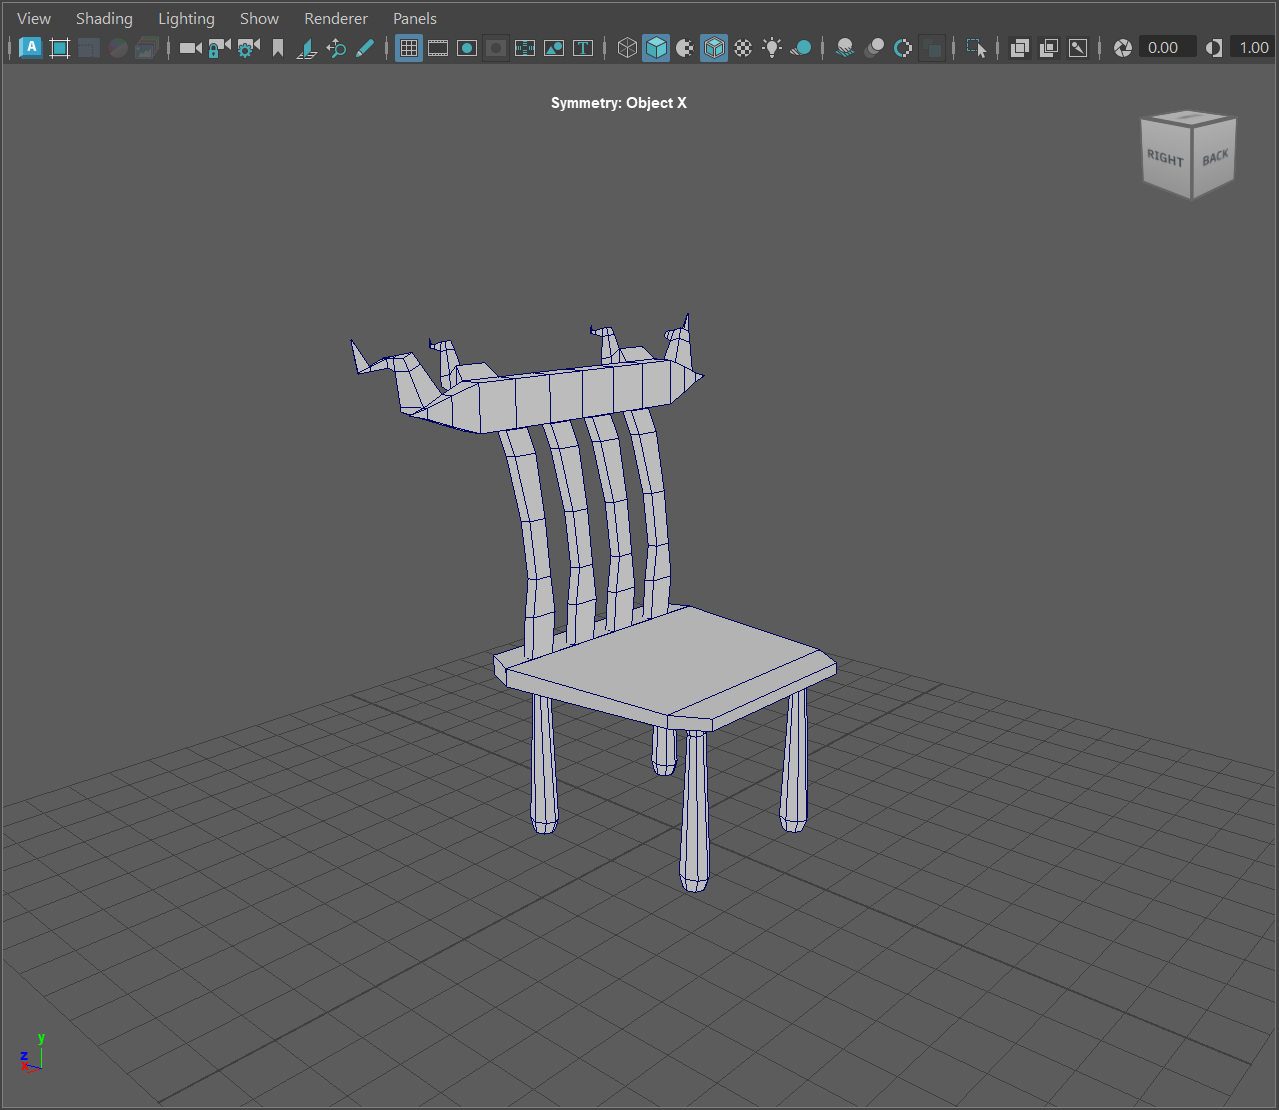 View Shading Lighting Show Renderer Panels
A T 0.00 1.00
Symmetry: Object X
RIGHT BACK
y
z
x